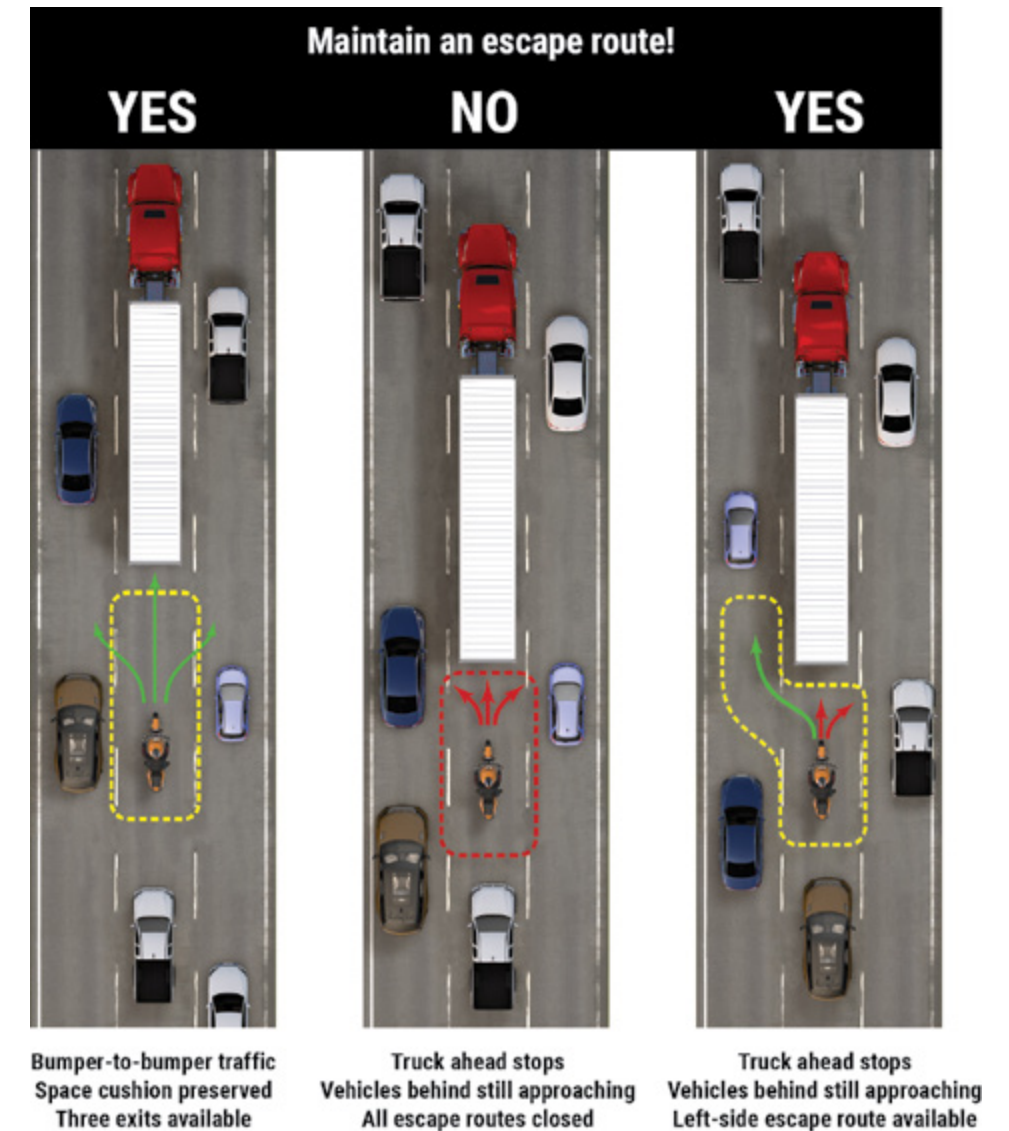 Maintain an escape route!
YES
NO
YES
Bumper-to-bumper traffic
Space cushion preserved
Three exits available
Truck ahead stops
Vehicles behind still approaching
All escape routes closed
Truck ahead stops
Vehicles behind still approaching
Left-side escape route available